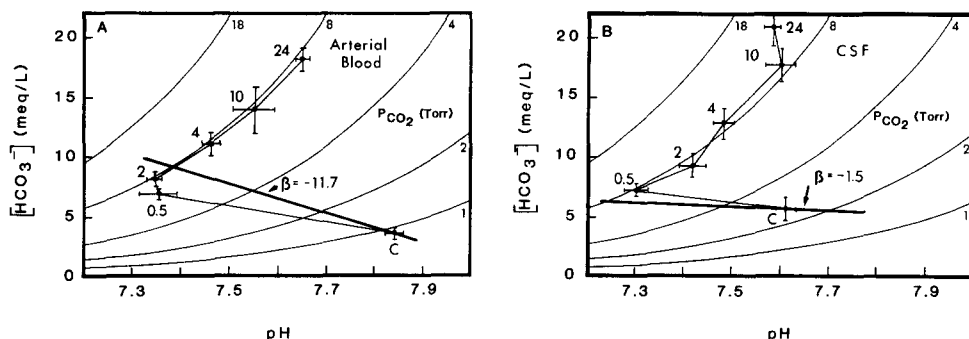 A
18
8
4
24
Arterial
Blood
10
4
PCO2 (Torr)
2
2
0.5
β = -11.7
C
1
[HCO3-] (meq/L)
20
15
10
5
0
7.3
7.5
7.7
7.9
pH
B
18
24
8
4
CSF
10
4
PCO2 (Torr)
2
2
0.5
β = -1.5
C
1
[HCO3-] (meq/L)
20
15
10
5
0
7.3
7.5
7.7
7.9
pH